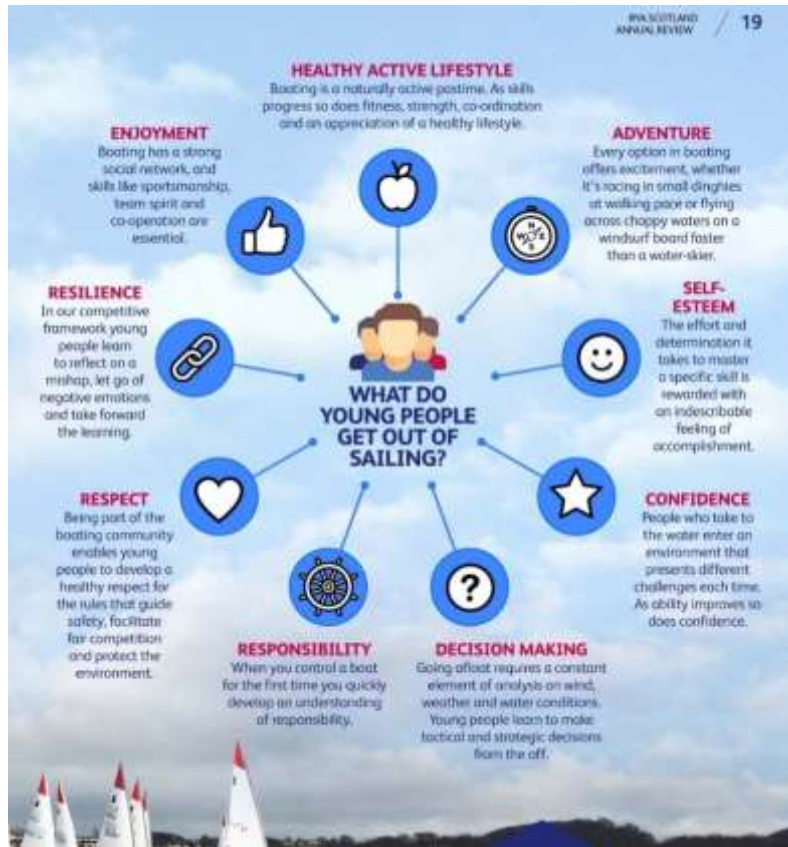 RYA SCOTLAND
ANNUAL REVIEW
19
HEALTHY ACTIVE LIFESTYLE
Boating is a naturally active pastime. As skills
progress so does fitness, strength, co-ordination
and an appreciation of a healthy lifestyle.
ENJOYMENT
Boating has a strong
social network, and
skills like sportsmanship,
team spirit and
co-operation are
essential.
ADVENTURE
Every option in boating
offers excitement, whether
it's racing in small dinghies
at walking pace or flying
across choppy waters on a
windsurf board faster
than a water-skier.
RESILIENCE
In our competitive
framework young
people learn
to reflect on a
mishap, let go of
negative emotions
and take forward
the learning.
SELF-
ESTEEM
The effort and
determination it
takes to master
a specific skill is
rewarded with
an indescribable
feeling of
accomplishment.
WHAT DO
YOUNG PEOPLE
GET OUT OF
SAILING?
RESPECT
Being part of the
boating community
enables young
people to develop a
healthy respect for
the rules that guide
safety, facilitate
fair competition
and protect the
environment.
CONFIDENCE
People who take to
the water enter an
environment that
presents different
challenges each time.
As ability improves so
does confidence.
RESPONSIBILITY
When you control a boat
for the first time you quickly
develop an understanding
of responsibility.
DECISION MAKING
Going afloat requires a constant
element of analysis on wind,
weather and water conditions.
Young people learn to make
tactical and strategic decisions
from the off.